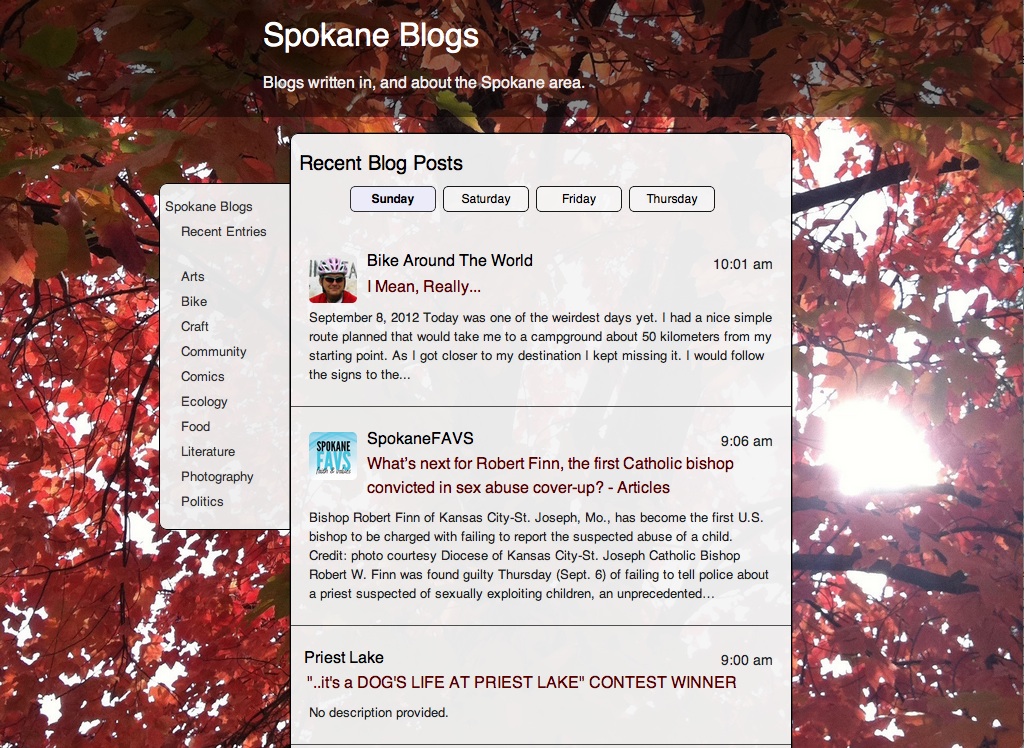 Spokane Blogs
Blogs written in, and about the Spokane area.
Spokane Blogs
Recent Entries
Arts
Bike
Craft
Community
Comics
Ecology
Food
Literature
Photography
Politics
Recent Blog Posts
Sunday Saturday Friday Thursday
Bike Around The World 10:01 am
I Mean, Really...
September 8, 2012 Today was one of the weirdest days yet. I had a nice simple
route planned that would take me to a campground about 50 kilometers from my
starting point. As I got closer to my destination I kept missing it. I would follow
the signs to the...
SPOKANE
FAVS
faith & values
SpokaneFAVS 9:06 am
What's next for Robert Finn, the first Catholic bishop
convicted in sex abuse cover-up? - Articles
Bishop Robert Finn of Kansas City-St. Joseph, Mo., has become the first U.S.
bishop to be charged with failing to report the suspected abuse of a child.
Credit: photo courtesy Diocese of Kansas City-St. Joseph Catholic Bishop
Robert W. Finn was found guilty Thursday (Sept. 6) of failing to tell police about
a priest suspected of sexually exploiting children, an unprecedented...
Priest Lake 9:00 am
"..it's a DOG'S LIFE AT PRIEST LAKE" CONTEST WINNER
No description provided.